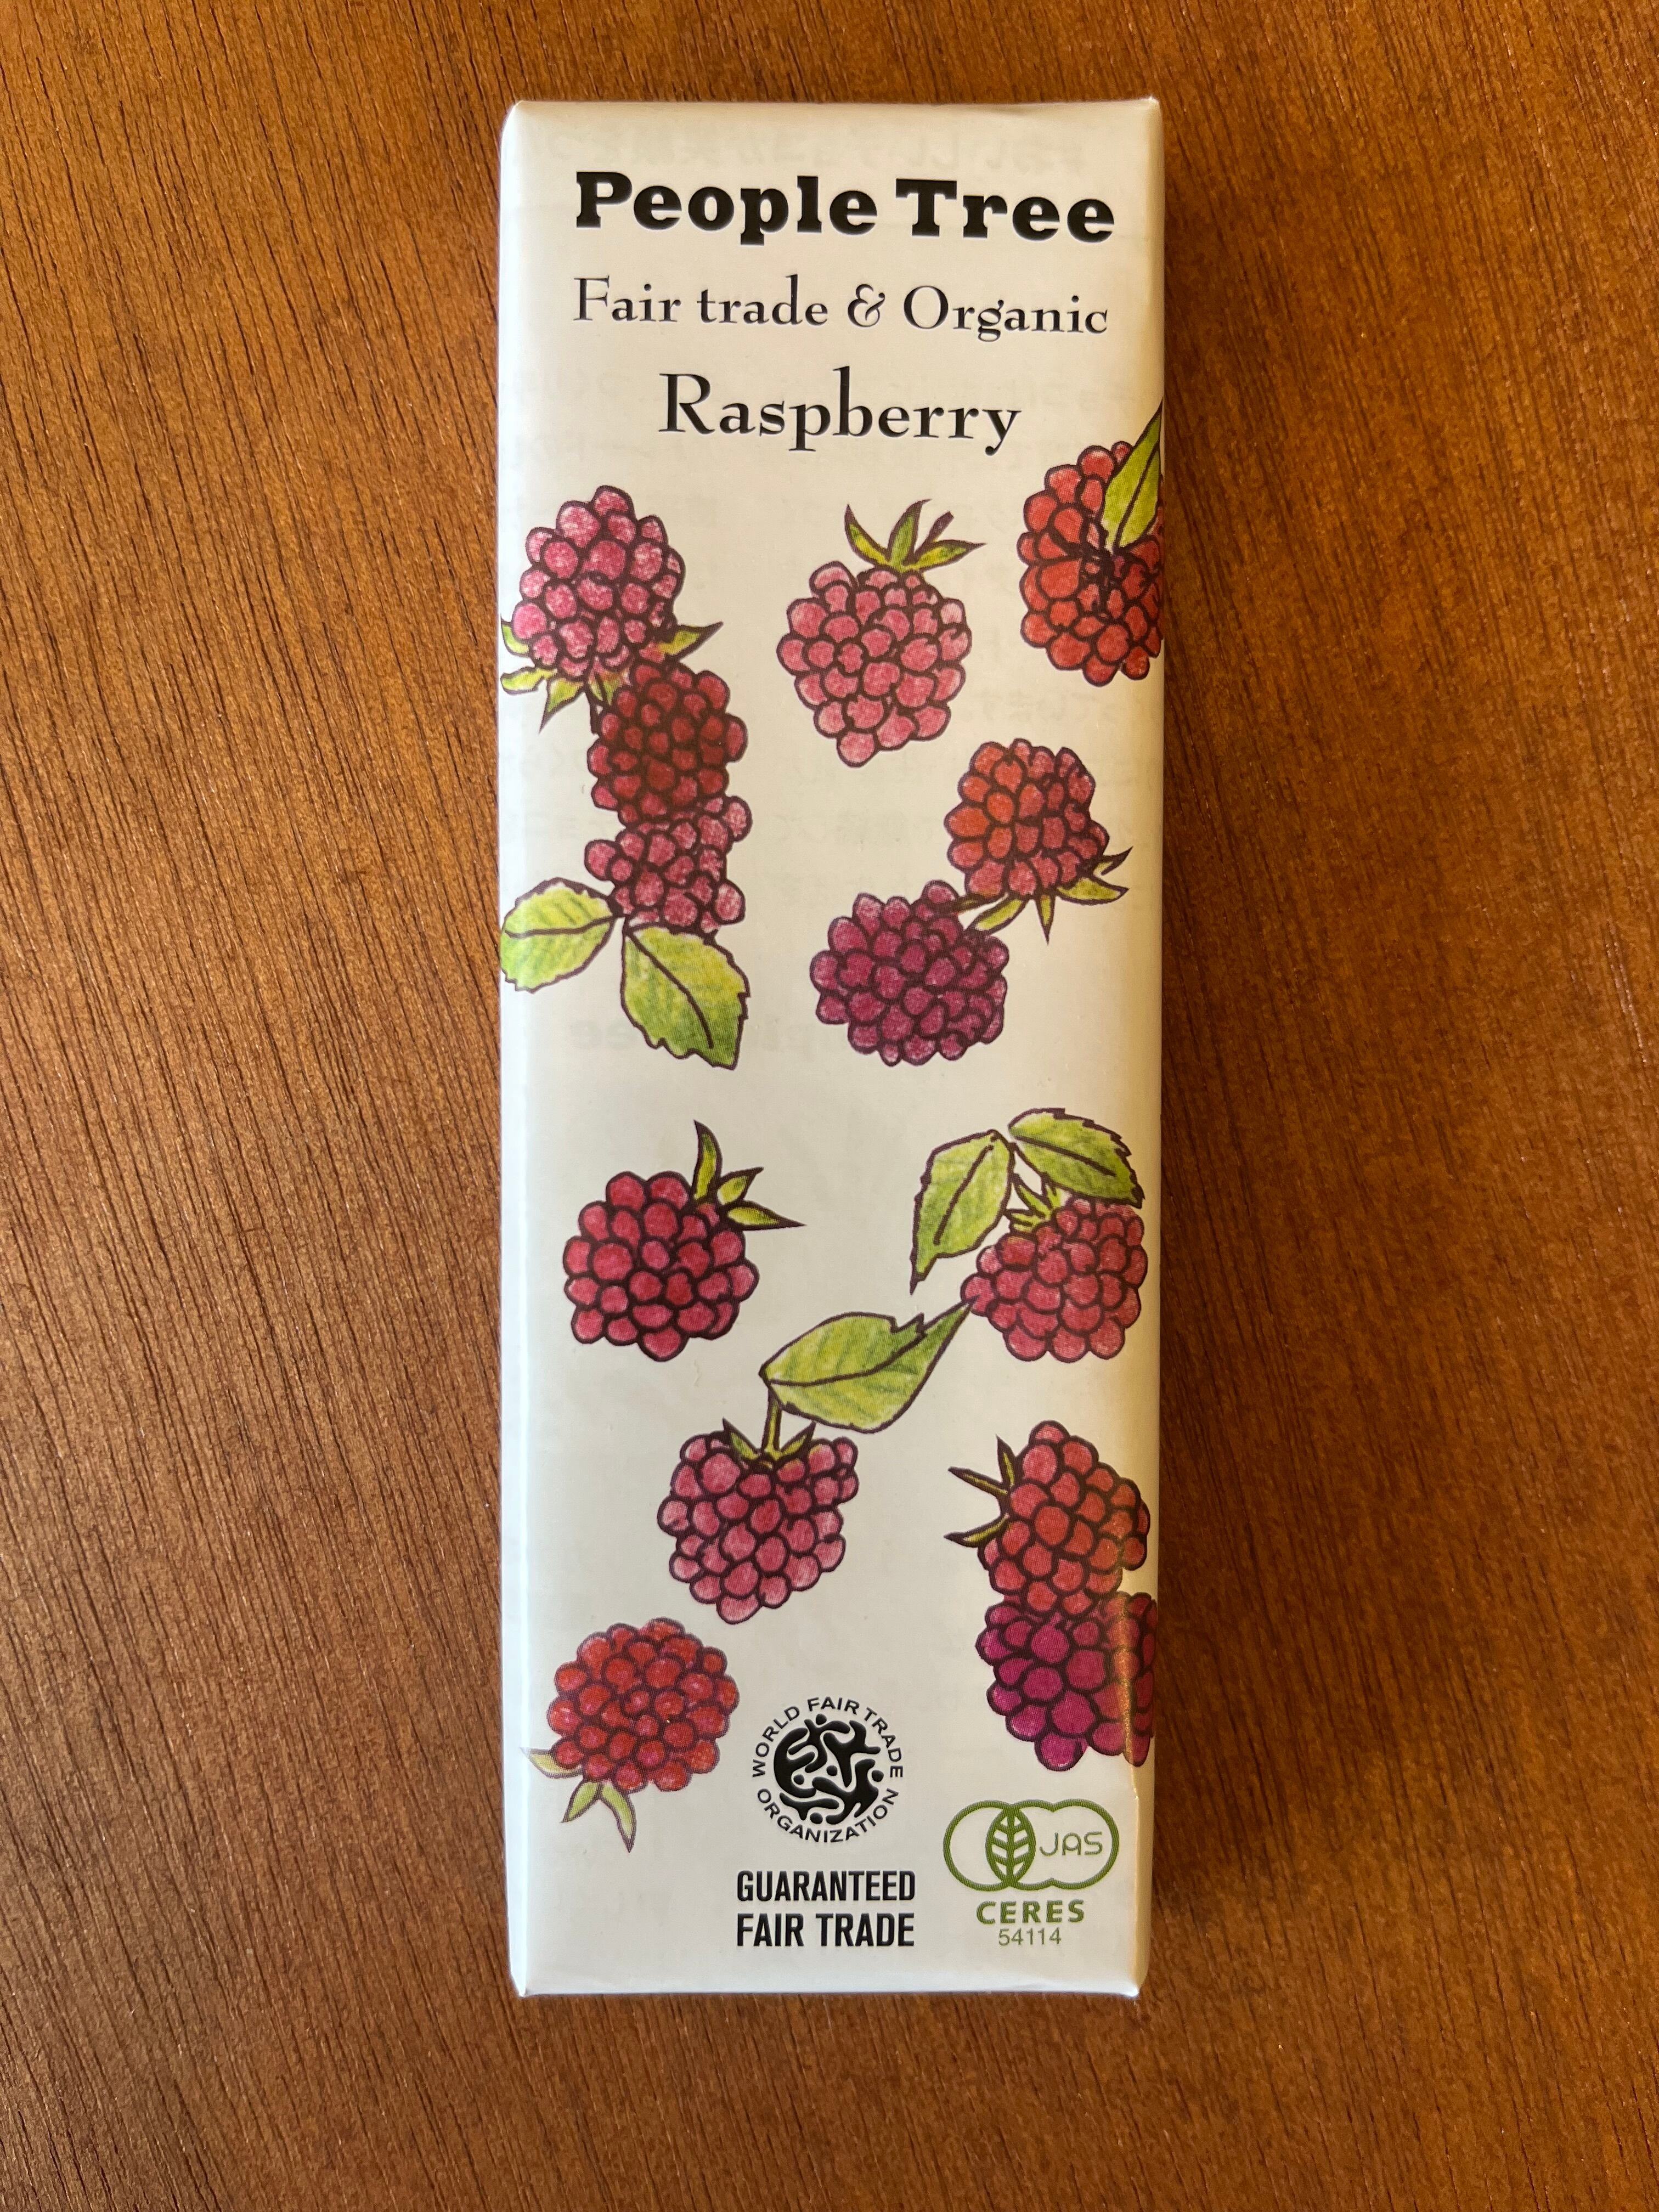 People Tree
Fair trade & Organic
Raspberry
WORLD FAIR TRADE
ORGANIZATION
GUARANTEED
FAIR TRADE
JAS
CERES
54114